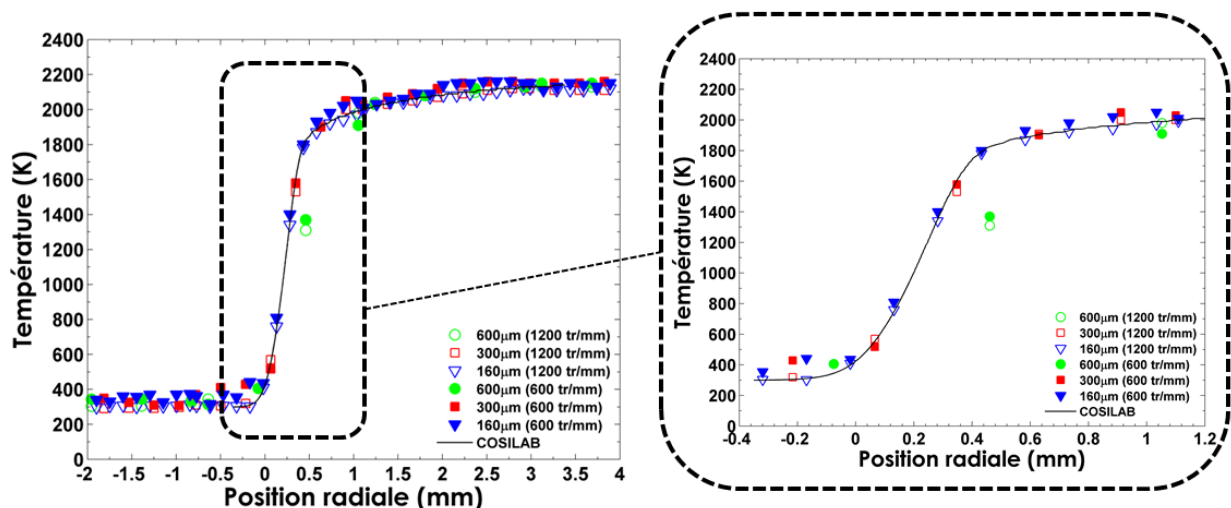 2400
2200
2000
1800
1600
1400
1200
1000
800
600
400
200
0
Température (K)
-2 -1.5 -1 -0.5 0 0.5 1 1.5 2 2.5 3 3.5 4
Position radiale (mm)
600µm (1200 tr/mm)
300µm (1200 tr/mm)
160µm (1200 tr/mm)
600µm (600 tr/mm)
300µm (600 tr/mm)
160µm (600 tr/mm)
COSILAB
2400
2200
2000
1800
1600
1400
1200
1000
800
600
400
200
0
Température (K)
-0.4 -0.2 0 0.2 0.4 0.6 0.8 1 1.2
Position radiale (mm)
600µm (1200 tr/mm)
300µm (1200 tr/mm)
160µm (1200 tr/mm)
600µm (600 tr/mm)
300µm (600 tr/mm)
160µm (600 tr/mm)
COSILAB